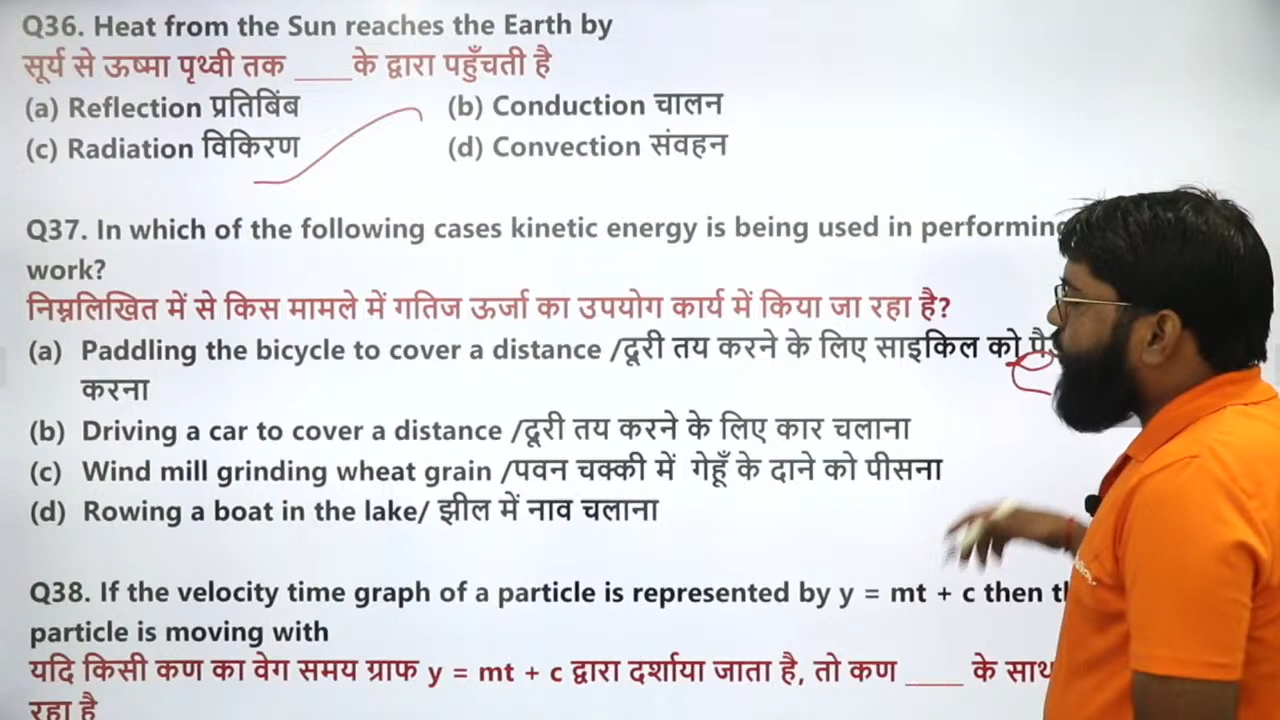 Q36. Heat from the Sun reaches the Earth by
सूर्य से ऊष्मा पृथ्वी तक ____के द्वारा पहुँचती है
(a) Reflection प्रतिबिंब (b) Conduction चालन
(c) Radiation विकिरण (d) Convection संवहन
Q37. In which of the following cases kinetic energy is being used in performing
work?
निम्नलिखित में से किस मामले में गतिज ऊर्जा का उपयोग कार्य में किया जा रहा है?
(a) Paddling the bicycle to cover a distance /दूरी तय करने के लिए साइकिल को
करना
(b) Driving a car to cover a distance /दूरी तय करने के लिए कार चलाना
(c) Wind mill grinding wheat grain /पवन चक्की में गेहूँ के दाने को पीसना
(d) Rowing a boat in the lake/ झील में नाव चलाना
Q38. If the velocity time graph of a particle is represented by y = mt + c then
particle is moving with
यदि किसी कण का वेग समय ग्राफ y = mt + c द्वारा दर्शाया जाता है, तो कण ____ के साथ
रहा है